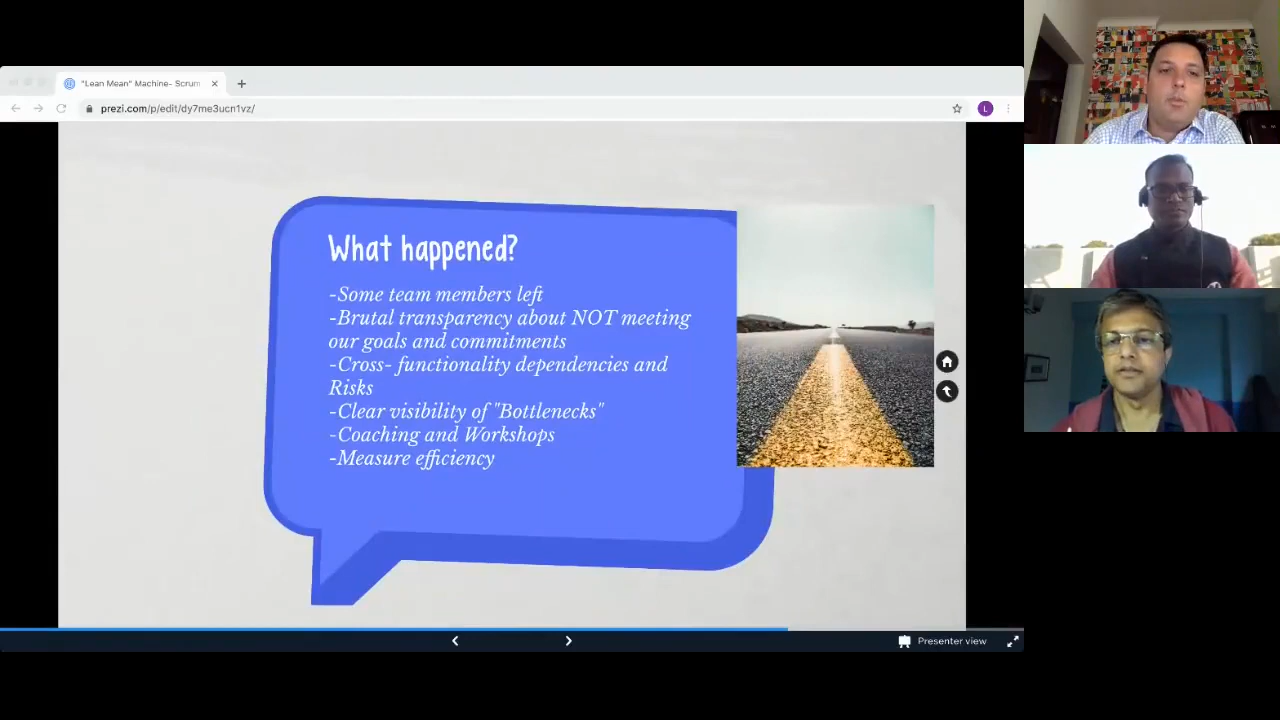 "Lean Mean" Machine- Scrum
prezi.com/p/edit/dy7me3ucn1vz/
L
What happened?
-Some team members left
-Brutal transparency about NOT meeting
our goals and commitments
-Cross- functionality dependencies and
Risks
-Clear visibility of "Bottlenecks"
-Coaching and Workshops
-Measure efficiency
Presenter view